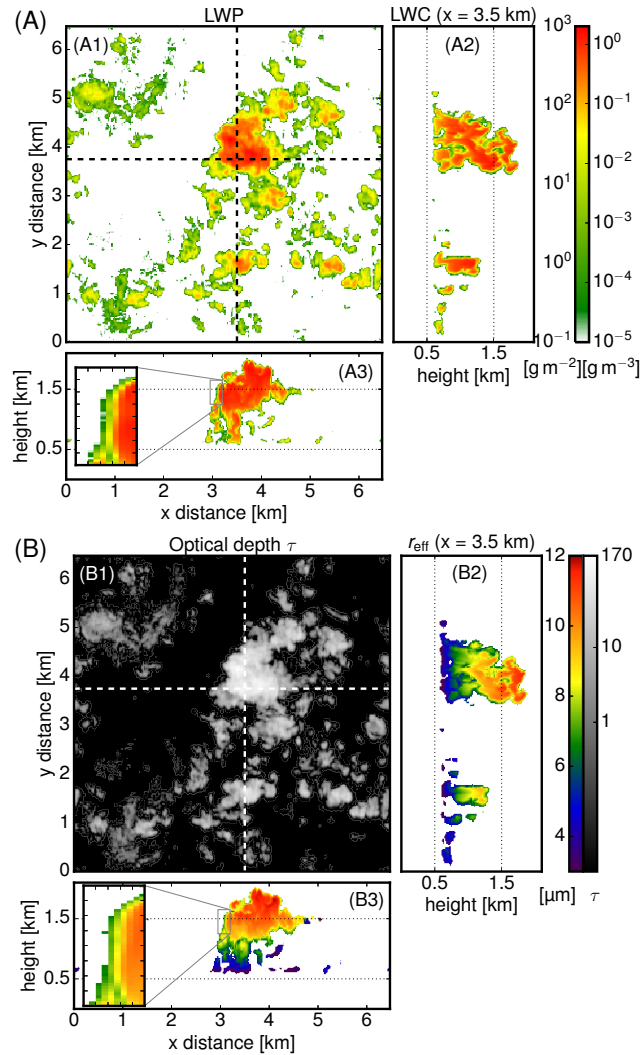 (A)
LWP
LWC (x = 3.5 km)
(A1)
(A2)
6
5
4
3
2
1
0
y distance [km]
10³
10²
10¹
10⁰
10⁻¹
10⁰
10⁻¹
10⁻²
10⁻³
10⁻⁴
10⁻⁵
0.5
1.5
height [km]
[g m⁻²][g m⁻³]
(A3)
1.5
0.5
height [km]
0 1 2 3 4 5 6
x distance [km]
(B)
Optical depth τ
r_eff (x = 3.5 km)
(B1)
(B2)
6
5
4
3
2
1
0
y distance [km]
12
10
8
6
4
170
10
1
0.5
1.5
height [km]
[µm] τ
(B3)
1.5
0.5
height [km]
0 1 2 3 4 5 6
x distance [km]